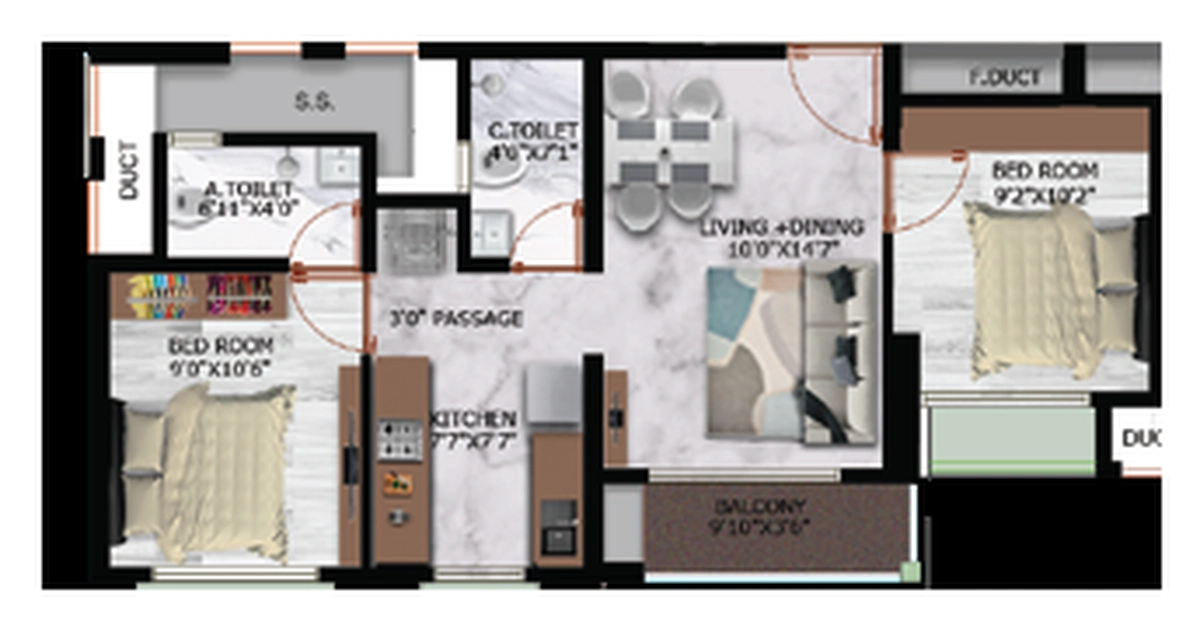 F.DUCT
S.S.
C.TOILET
4'6"X7'1"
DUCT
BED ROOM
9'2"X10'2"
A.TOILET
6'11"X4'0"
LIVING +DINING
10'0"X14'7"
3'0" PASSAGE
BED ROOM
9'0"X10'6"
KITCHEN
7'7"X7'7"
DUC
BALCONY
9'10"X3'6"